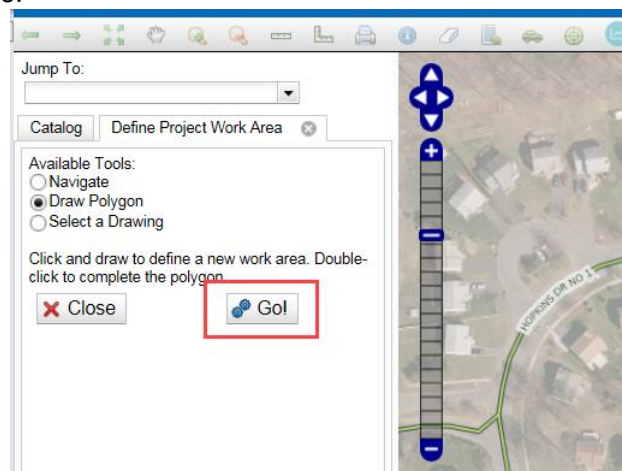 Jump To:
Catalog
Define Project Work Area
Available Tools:
Navigate
Draw Polygon
Select a Drawing
Click and draw to define a new work area. Double-
click to complete the polygon.
Close
Go!
HOPKINS DR NO 1